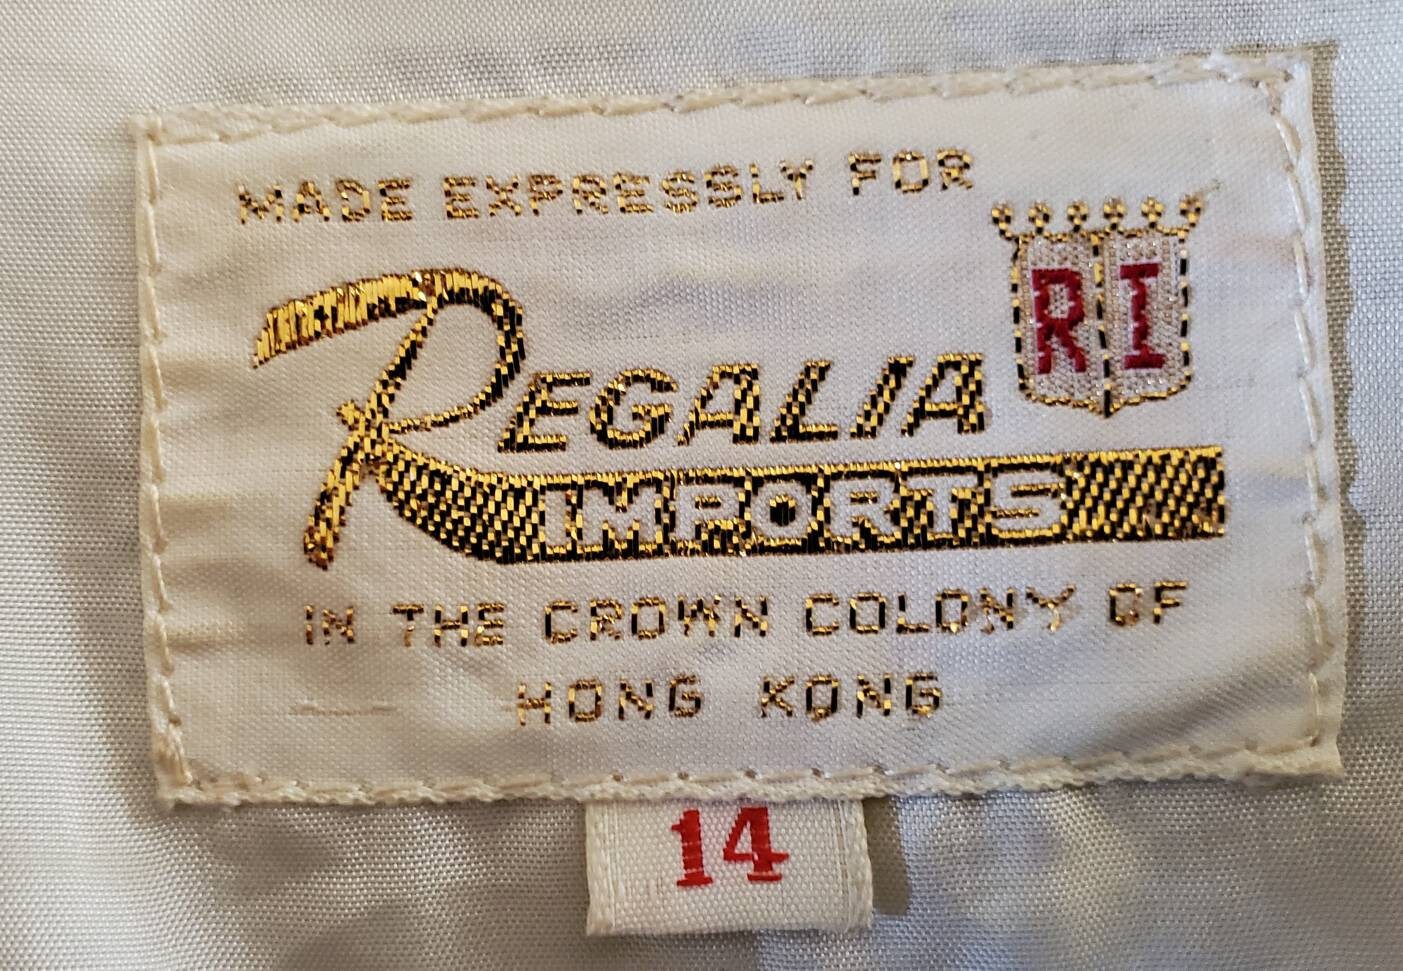 MADE EXPRESSLY FOR
RI
REGALIA
IMPORTS
IN THE CROWN COLONY OF
HONG KONG
14